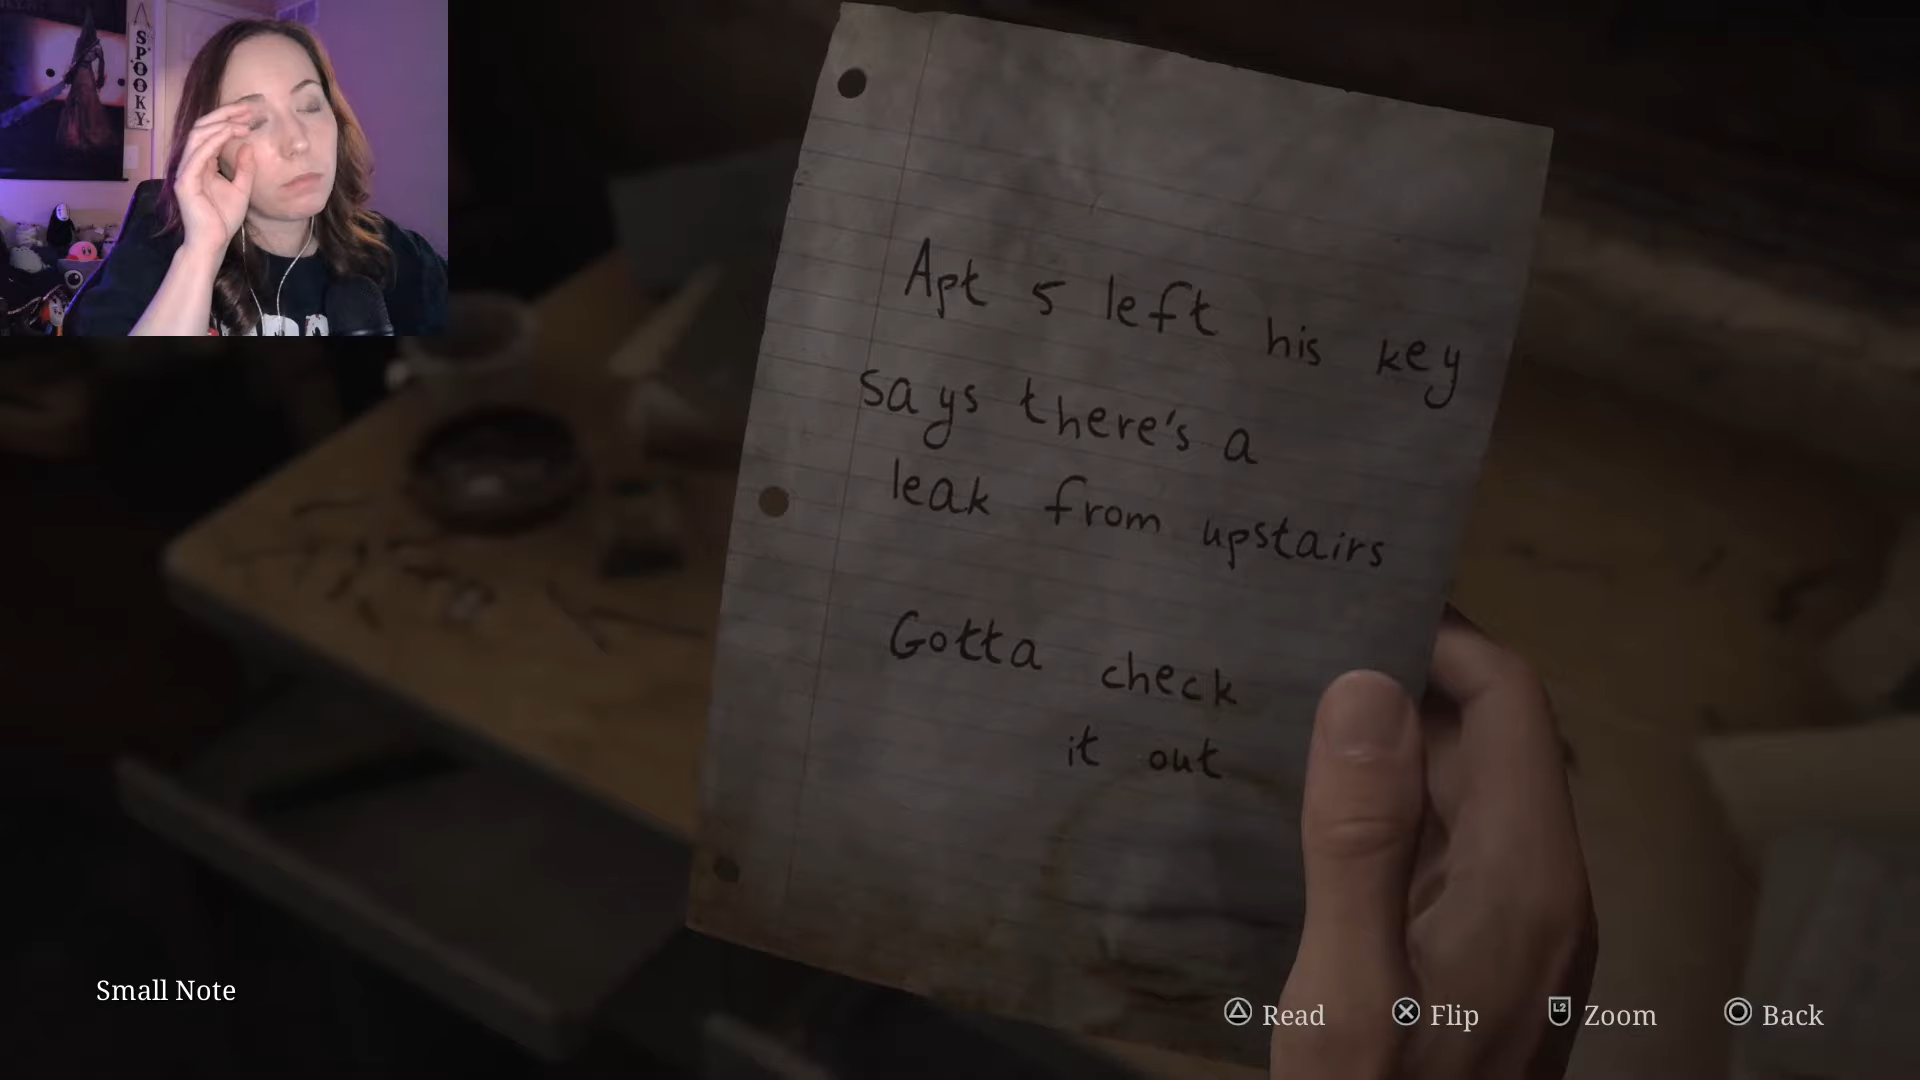 SPOOKY
Apt 5 left his key
says there's a
leak from upstairs
Gotta check
it out
Small Note
Read
Flip
L2
Zoom
Back